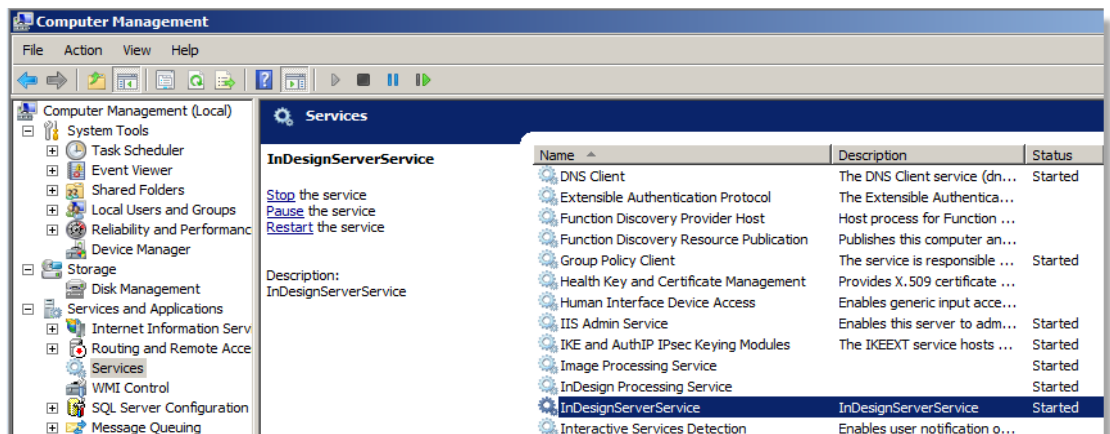 Computer Management
File Action View Help
Computer Management (Local)
System Tools
Task Scheduler
Event Viewer
Shared Folders
Local Users and Groups
Reliability and Performanc
Device Manager
Storage
Disk Management
Services and Applications
Internet Information Serv
Routing and Remote Acce
Services
WMI Control
SQL Server Configuration
Message Queuing
Services
InDesignServerService
Stop the service
Pause the service
Restart the service
Description:
InDesignServerService
Name Description Status
DNS Client The DNS Client service (dn... Started
Extensible Authentication Protocol The Extensible Authentica...
Function Discovery Provider Host Host process for Function ...
Function Discovery Resource Publication Publishes this computer an...
Group Policy Client The service is responsible ... Started
Health Key and Certificate Management Provides X.509 certificate ...
Human Interface Device Access Enables generic input acce...
IIS Admin Service Enables this server to adm... Started
IKE and AuthIP IPsec Keying Modules The IKEEXT service hosts ... Started
Image Processing Service Started
InDesign Processing Service Started
InDesignServerService InDesignServerService Started
Interactive Services Detection Enables user notification o...